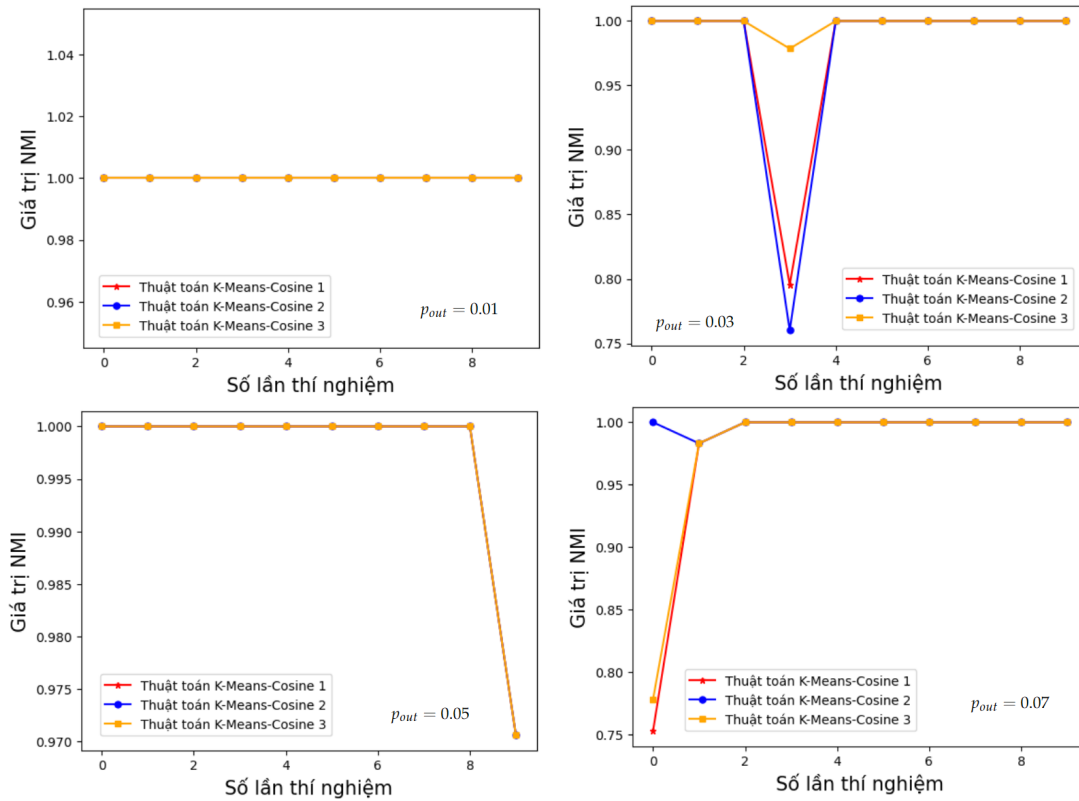 1.04
1.02
1.00
0.98
0.96
Giá trị NMI
Thuật toán K-Means-Cosine 1
Thuật toán K-Means-Cosine 2
Thuật toán K-Means-Cosine 3
p_out = 0.01
0 2 4 6 8
Số lần thí nghiệm
1.00
0.95
0.90
0.85
0.80
0.75
Giá trị NMI
Thuật toán K-Means-Cosine 1
Thuật toán K-Means-Cosine 2
Thuật toán K-Means-Cosine 3
p_out = 0.03
0 2 4 6 8
Số lần thí nghiệm
1.000
0.995
0.990
0.985
0.980
0.975
0.970
Giá trị NMI
Thuật toán K-Means-Cosine 1
Thuật toán K-Means-Cosine 2
Thuật toán K-Means-Cosine 3
p_out = 0.05
0 2 4 6 8
Số lần thí nghiệm
1.00
0.95
0.90
0.85
0.80
0.75
Giá trị NMI
Thuật toán K-Means-Cosine 1
Thuật toán K-Means-Cosine 2
Thuật toán K-Means-Cosine 3
p_out = 0.07
0 2 4 6 8
Số lần thí nghiệm